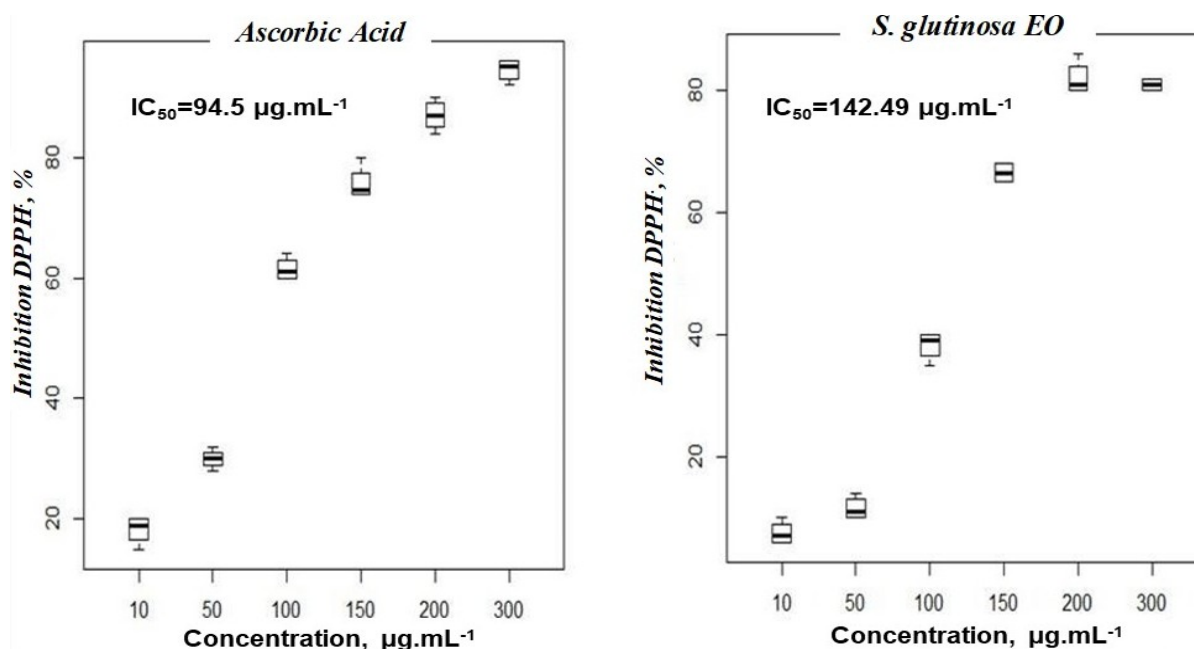 Ascorbic Acid
IC₅₀=94.5 µg.mL⁻¹
Inhibition DPPH·, %
80
60
40
20
10 50 100 150 200 300
Concentration, µg.mL⁻¹
S. glutinosa EO
IC₅₀=142.49 µg.mL⁻¹
Inhibition DPPH·, %
80
60
40
20
10 50 100 150 200 300
Concentration, µg.mL⁻¹